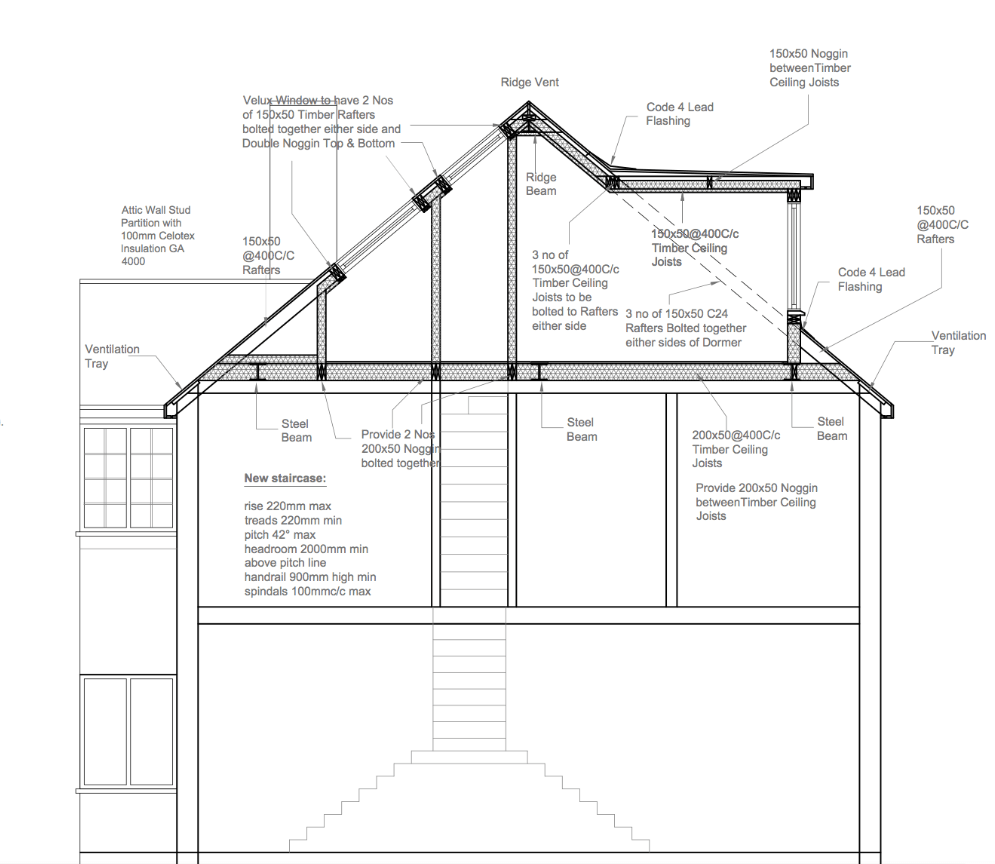 150x50 Noggin
betweenTimber
Ceiling Joists
Ridge Vent
Velux Window to have 2 Nos
of 150x50 Timber Rafters
bolted together either side and
Double Noggin Top & Bottom
Code 4 Lead
Flashing
Ridge
Beam
Attic Wall Stud
Partition with
100mm Celotex
Insulation GA
4000
150x50
@400C/C
Rafters
150x50
@400C/C
Rafters
150x50@400C/c
Timber Ceiling
Joists
3 no of
150x50@400C/c
Timber Ceiling
Joists to be
bolted to Rafters
either side
Code 4 Lead
Flashing
3 no of 150x50 C24
Rafters Bolted together
either sides of Dormer
Ventilation
Tray
Ventilation
Tray
Steel
Beam
Provide 2 Nos
200x50 Noggin
bolted together
Steel
Beam
200x50@400C/c
Timber Ceiling
Joists
Steel
Beam
New staircase:
rise 220mm max
treads 220mm min
pitch 42° max
headroom 2000mm min
above pitch line
handrail 900mm high min
spindals 100mmc/c max
Provide 200x50 Noggin
betweenTimber Ceiling
Joists